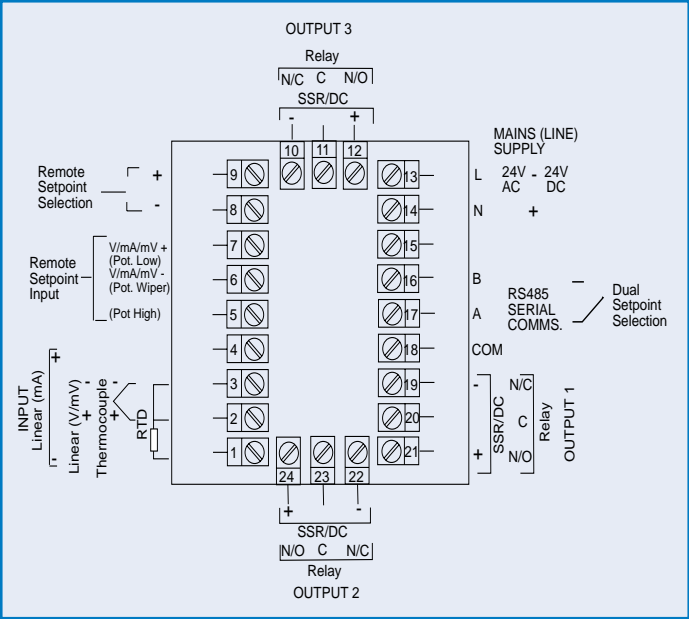 OUTPUT 3
Relay
N/C C N/O
SSR/DC
- +
10 11 12
MAINS (LINE)
SUPPLY
Remote
Setpoint
Selection
+
-
9
8
13 L 24V - 24V
AC DC
14 N +
Remote
Setpoint
Input
V/mA/mV +
(Pot. Low)
V/mA/mV -
(Pot. Wiper)
(Pot High)
7
6
5
15
16 B
17 A
RS485
SERIAL
COMMS.
Dual
Setpoint
Selection
4
18 COM
INPUT
Linear (mA)
+
-
Linear (V/mV)
- +
Thermocouple
- +
RTD
3
2
1
19
20
21
-
+
SSR/DC
N/C
C
N/O
Relay
OUTPUT 1
24 23 22
+ -
SSR/DC
N/O C N/C
Relay
OUTPUT 2